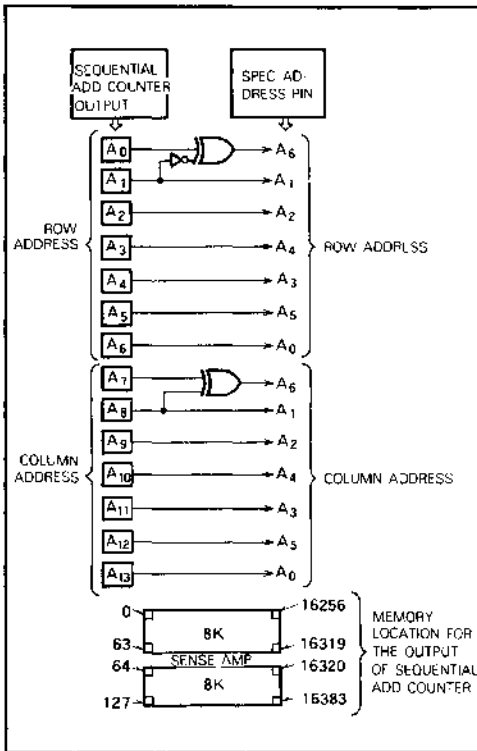 SEQUENTIAL
ADD COUNTER
OUTPUT
SPEC AD-
DRESS PIN
A0 A6
A1 A1
A2 A2
ROW
ADDRESS
A3 A4
ROW ADDRESS
A4 A3
A5 A5
A6 A0
A7 A6
A8 A1
A9 A2
COLUMN
ADDRESS
A10 A4
COLUMN ADDRESS
A11 A3
A12 A5
A13 A0
0 16256
8K
63 16319
SENSE AMP
64 16320
8K
127 16383
MEMORY
LOCATION FOR
THE OUTPUT
OF SEQUENTIAL
ADD COUNTER